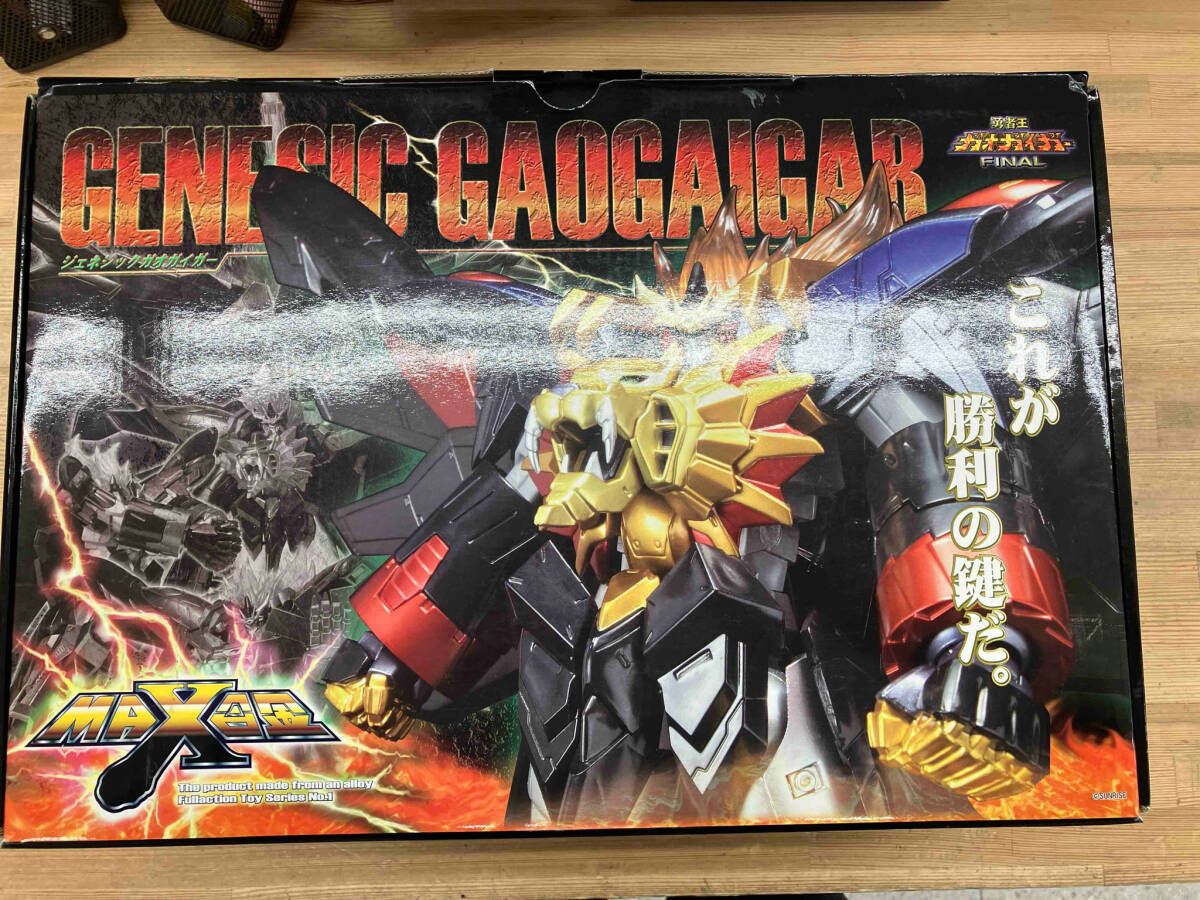 GENESIC GAOGAIGAR
ジェネシックガオガイガー
勇者王
ガオガイガー
FINAL
これが
勝利の鍵だ。
MAX合金
The product made from an alloy
Fullaction Toy Series No.1
©SUNRISE